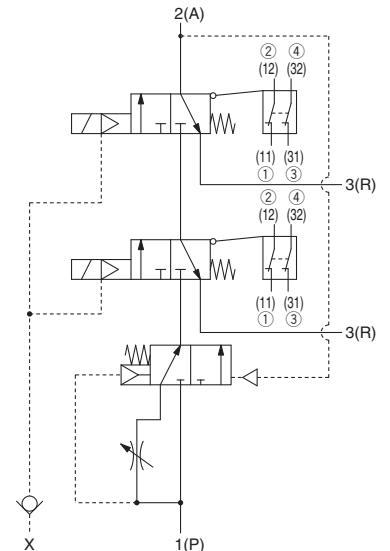 2(A)
② ④
(12) (32)
(11) (31)
① ③
3(R)
② ④
(12) (32)
(11) (31)
① ③
3(R)
X 1(P)